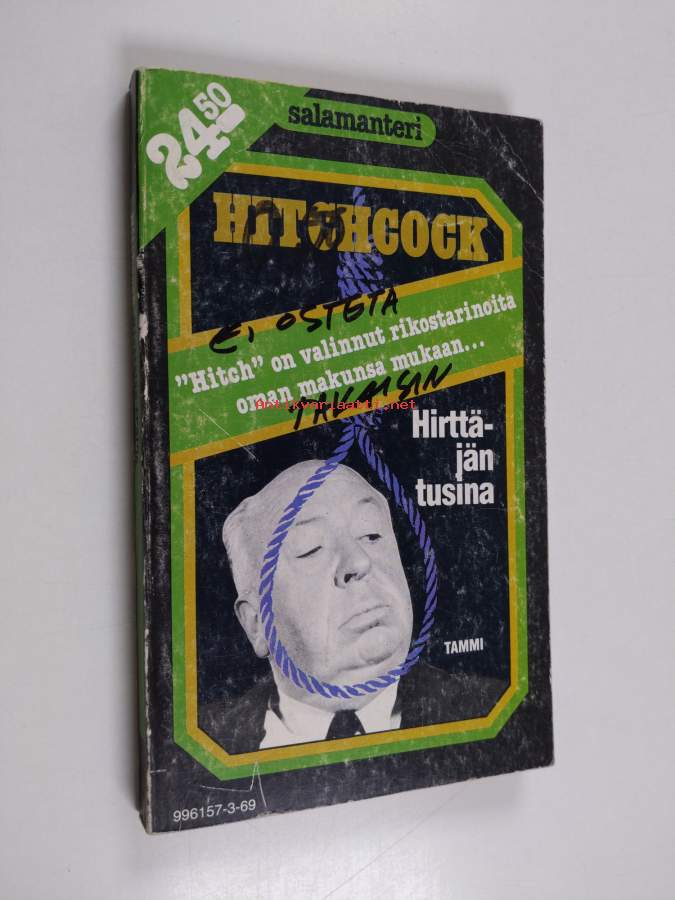 24.50
salamanteri
HITCHCOCK
EI OSTETA
"Hitch" on valinnut rikostarinoita
oman makunsa mukaan...
TAKAISIN
Antikvariaatti.net
Hirttä-
jän
tusina
TAMMI
996157-3-69